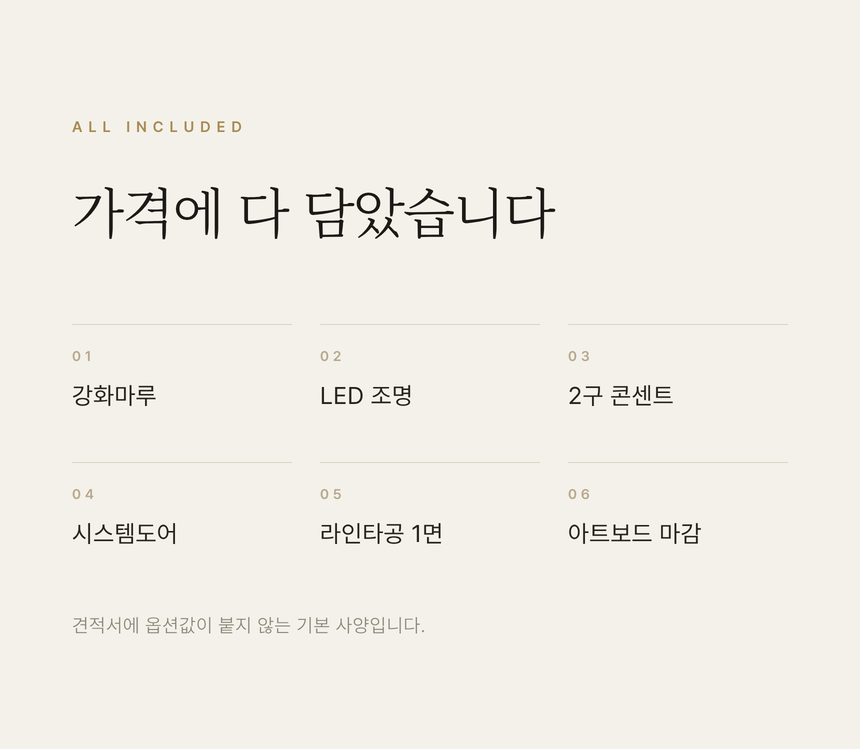 ALL INCLUDED
가격에 다 담았습니다
01
강화마루
02
LED 조명
03
2구 콘센트
04
시스템도어
05
라인타공 1면
06
아트보드 마감
견적서에 옵션값이 붙지 않는 기본 사양입니다.